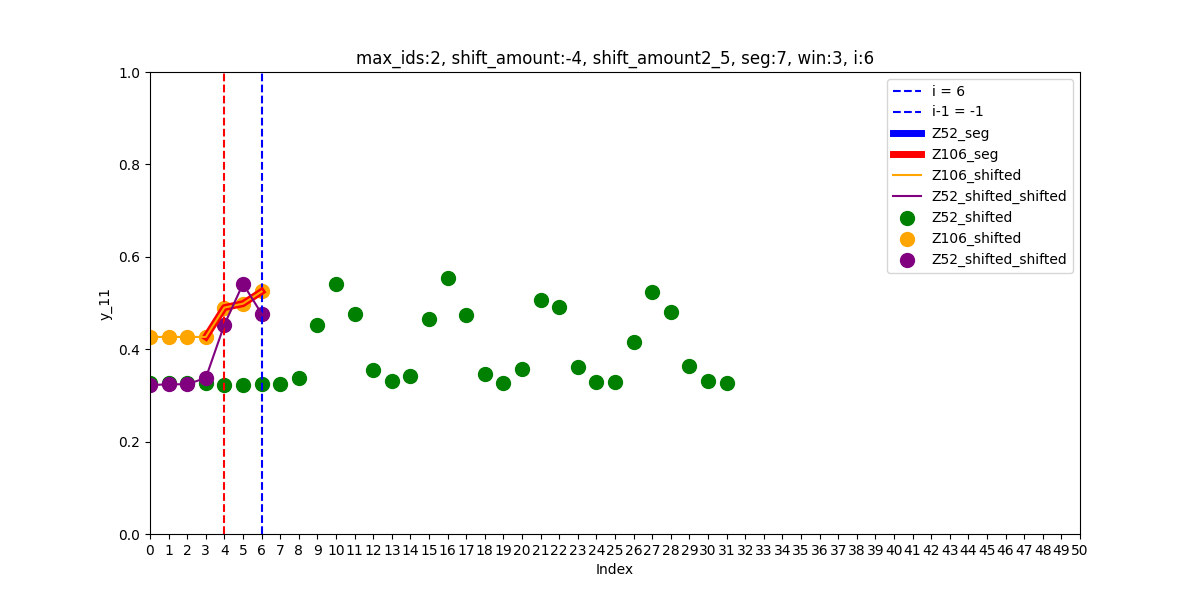 max_ids:2, shift_amount:-4, shift_amount2_5, seg:7, win:3, i:6
1.0
0.8
0.6
0.4
0.2
0.0
y_11
i = 6
i-1 = -1
Z52_seg
Z106_seg
Z106_shifted
Z52_shifted_shifted
Z52_shifted
Z106_shifted
Z52_shifted_shifted
0 1 2 3 4 5 6 7 8 9 10 11 12 13 14 15 16 17 18 19 20 21 22 23 24 25 26 27 28 29 30 31 32 33 34 35 36 37 38 39 40 41 42 43 44 45 46 47 48 49 50
Index